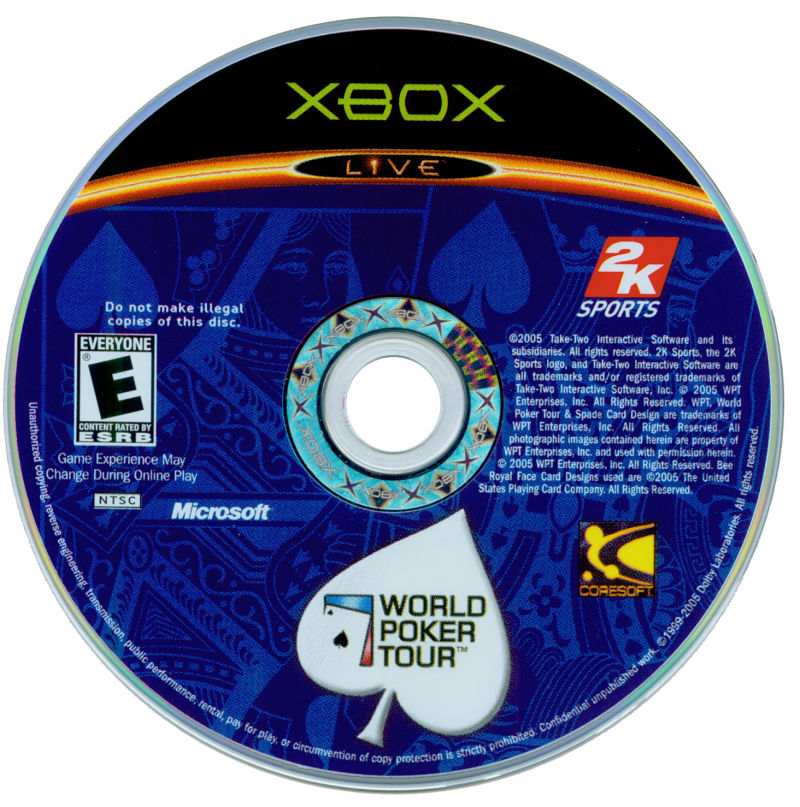 XBOX
LIVE™
2K
SPORTS
Do not make illegal
copies of this disc.
EVERYONE
®
E
CONTENT RATED BY
ESRB
Game Experience May
Change During Online Play
NTSC
Microsoft
©2005 Take-Two Interactive Software and its
subsidiaries. All rights reserved. 2K Sports, the 2K
Sports logo, and Take-Two Interactive Software are
all trademarks and/or registered trademarks of
Take-Two Interactive Software, Inc. © 2005 WPT
Enterprises, Inc. All Rights Reserved. WPT, World
Poker Tour & Spade Card Design are trademarks of
WPT Enterprises, Inc. All Rights Reserved. All
photographic images contained herein are property of
WPT Enterprises, Inc. and used with permission herein.
© 2005 WPT Enterprises, Inc. All Rights Reserved. Bee
Royal Face Card Designs used are ©2005 The United
States Playing Card Company. All Rights Reserved.
CORESOFT
WORLD
POKER
TOUR™
Unauthorized copying, reverse engineering, transmission, public performance, rental, pay for play, or circumvention of copy protection is strictly prohibited. Confidential unpublished work. ©1999-2005 Dolby Laboratories. All rights reserved.
XBOX